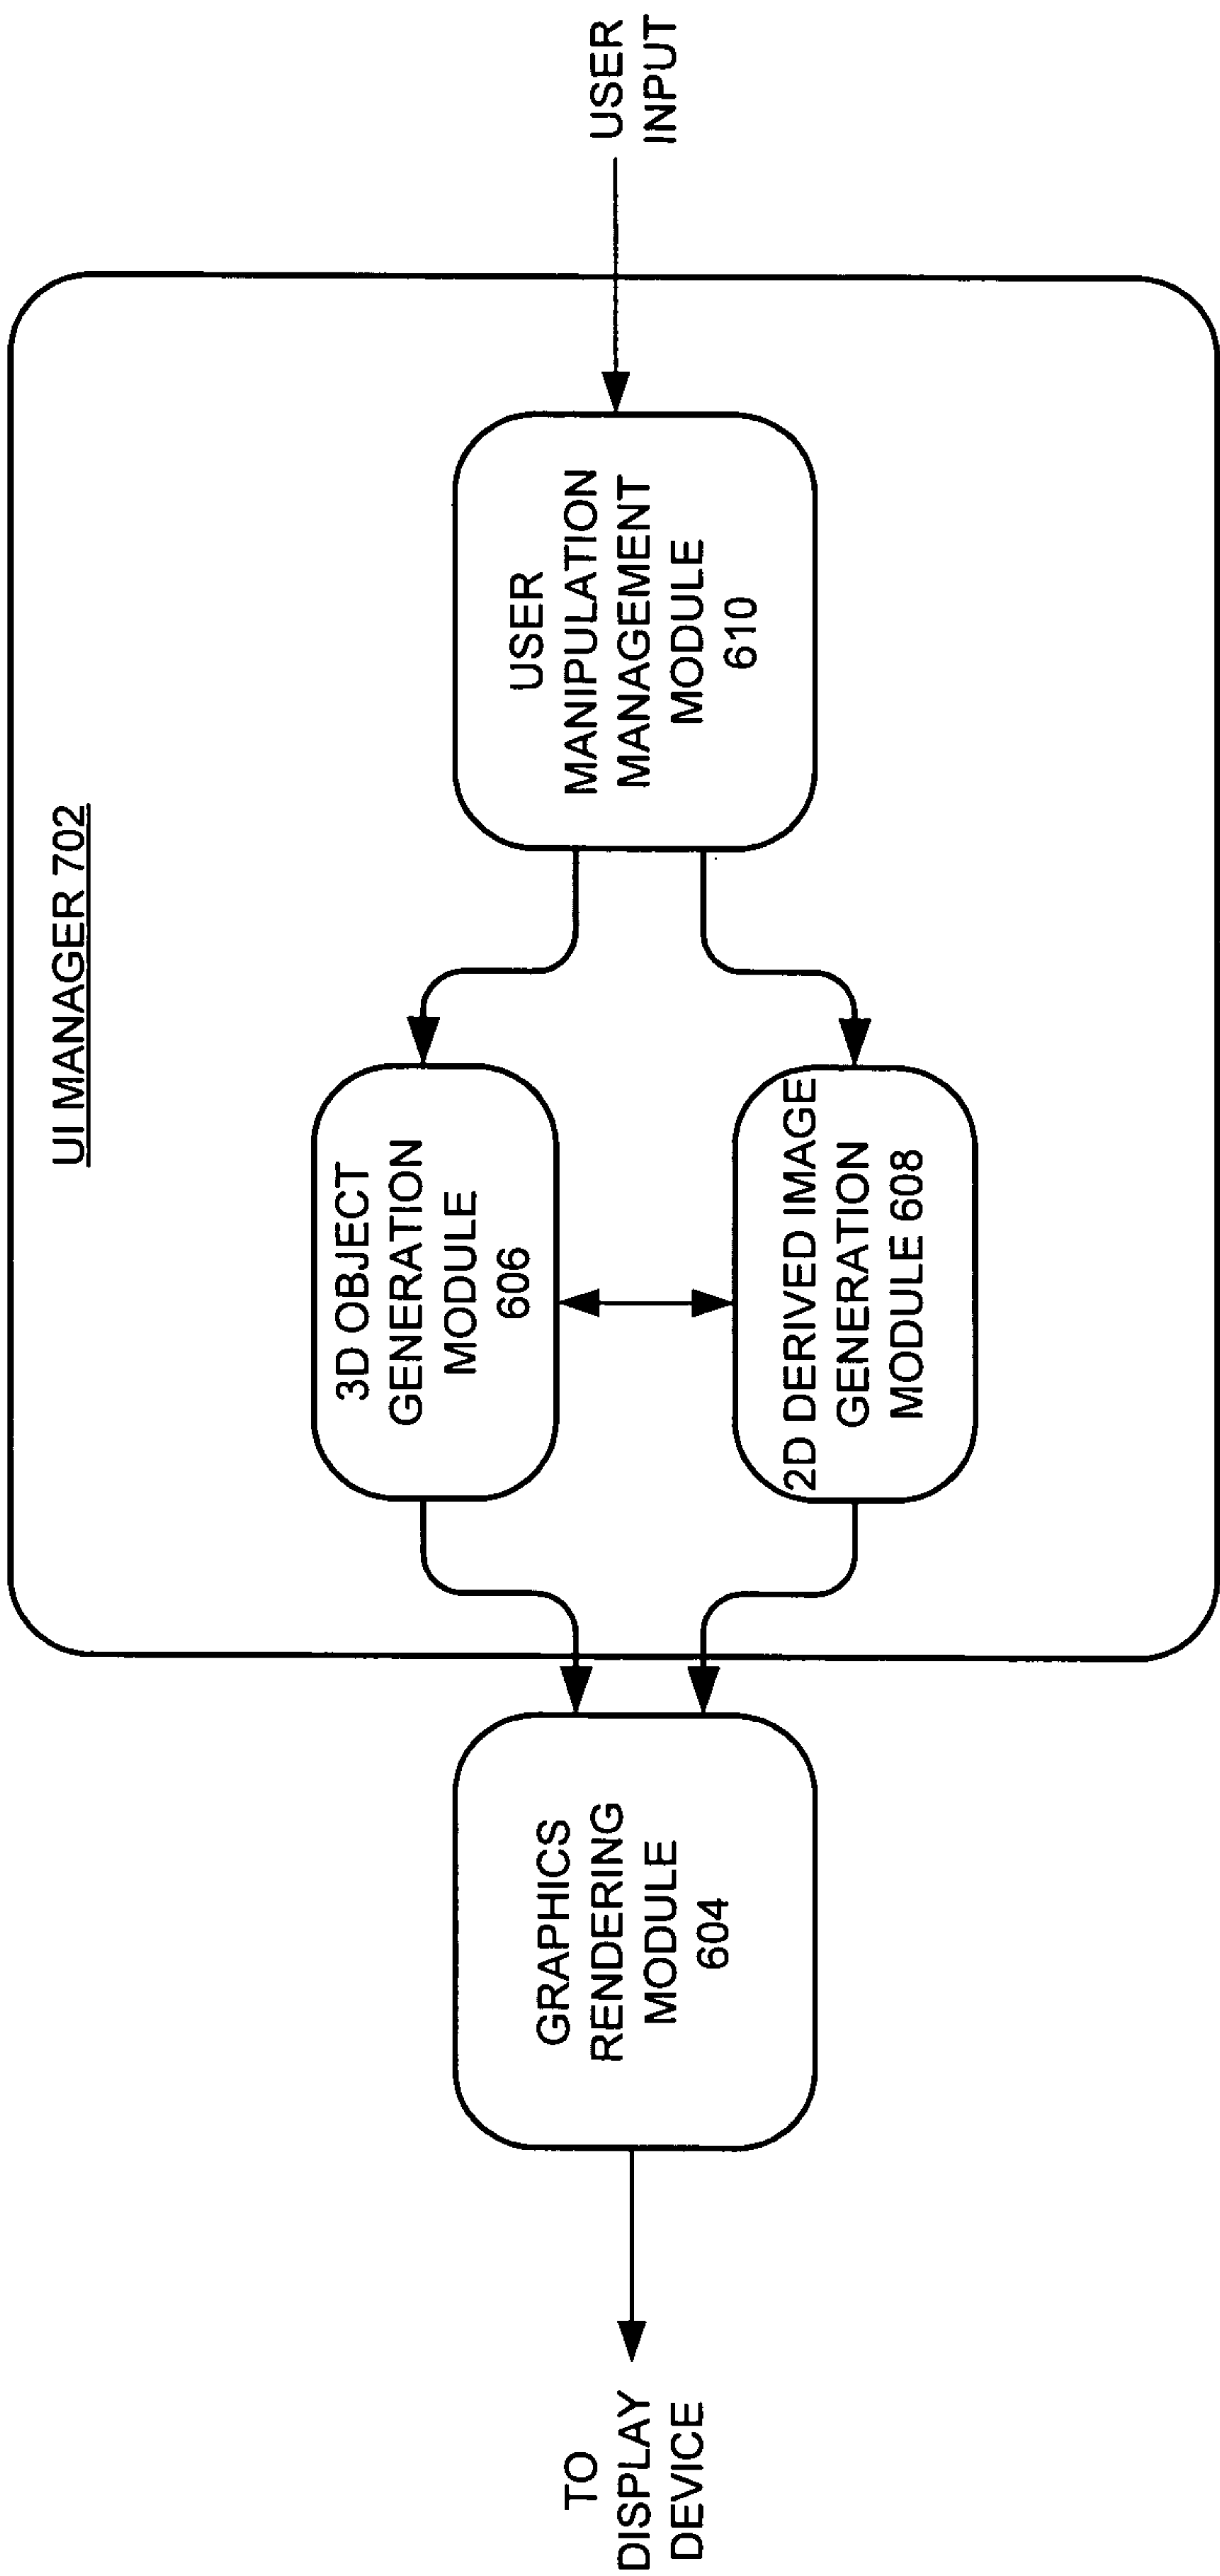 UI MANAGER 702
TO
DISPLAY
DEVICE
GRAPHICS
RENDERING
MODULE
604
3D OBJECT
GENERATION
MODULE
606
2D DERIVED IMAGE
GENERATION
MODULE 608
USER
MANIPULATION
MANAGEMENT
MODULE
610
USER
INPUT